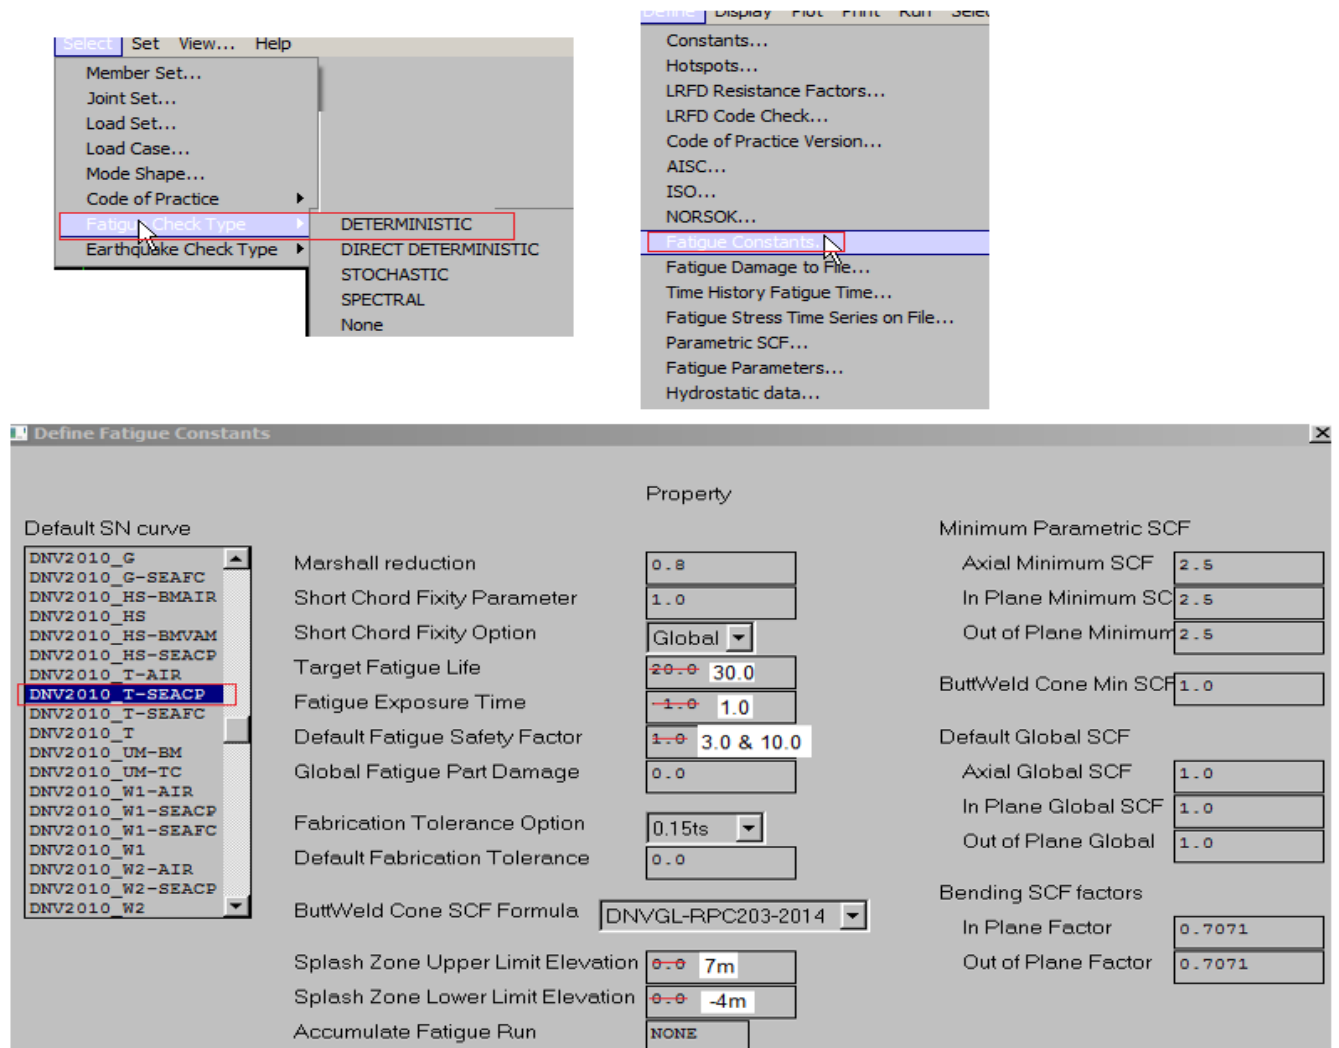 Select Set View... Help
Member Set...
Joint Set...
Load Set...
Load Case...
Mode Shape...
Code of Practice
Fatigue Check Type
Earthquake Check Type
DETERMINISTIC
DIRECT DETERMINISTIC
STOCHASTIC
SPECTRAL
None
Define Display Plot Print Run Selec
Constants...
Hotspots...
LRFD Resistance Factors...
LRFD Code Check...
Code of Practice Version...
AISC...
ISO...
NORSOK...
Fatigue Constants...
Fatigue Damage to File...
Time History Fatigue Time...
Fatigue Stress Time Series on File...
Parametric SCF...
Fatigue Parameters...
Hydrostatic data...
Define Fatigue Constants
Default SN curve
DNV2010_G
DNV2010_G-SEAFC
DNV2010_HS-BMAIR
DNV2010_HS
DNV2010_HS-BMVAM
DNV2010_HS-SEACP
DNV2010_T-AIR
DNV2010_T-SEACP
DNV2010_T-SEAFC
DNV2010_T
DNV2010_UM-BM
DNV2010_UM-TC
DNV2010_W1-AIR
DNV2010_W1-SEACP
DNV2010_W1-SEAFC
DNV2010_W1
DNV2010_W2-AIR
DNV2010_W2-SEACP
DNV2010_W2
Property
Marshall reduction 0.8
Short Chord Fixity Parameter 1.0
Short Chord Fixity Option Global
Target Fatigue Life 20.0 30.0
Fatigue Exposure Time -1.0 1.0
Default Fatigue Safety Factor 1.0 3.0 & 10.0
Global Fatigue Part Damage 0.0
Fabrication Tolerance Option 0.15ts
Default Fabrication Tolerance 0.0
ButtWeld Cone SCF Formula DNVGL-RPC203-2014
Splash Zone Upper Limit Elevation 0.0 7m
Splash Zone Lower Limit Elevation 0.0 -4m
Accumulate Fatigue Run NONE
Minimum Parametric SCF
Axial Minimum SCF 2.5
In Plane Minimum SC 2.5
Out of Plane Minimum 2.5
ButtWeld Cone Min SCF 1.0
Default Global SCF
Axial Global SCF 1.0
In Plane Global SCF 1.0
Out of Plane Global 1.0
Bending SCF factors
In Plane Factor 0.7071
Out of Plane Factor 0.7071